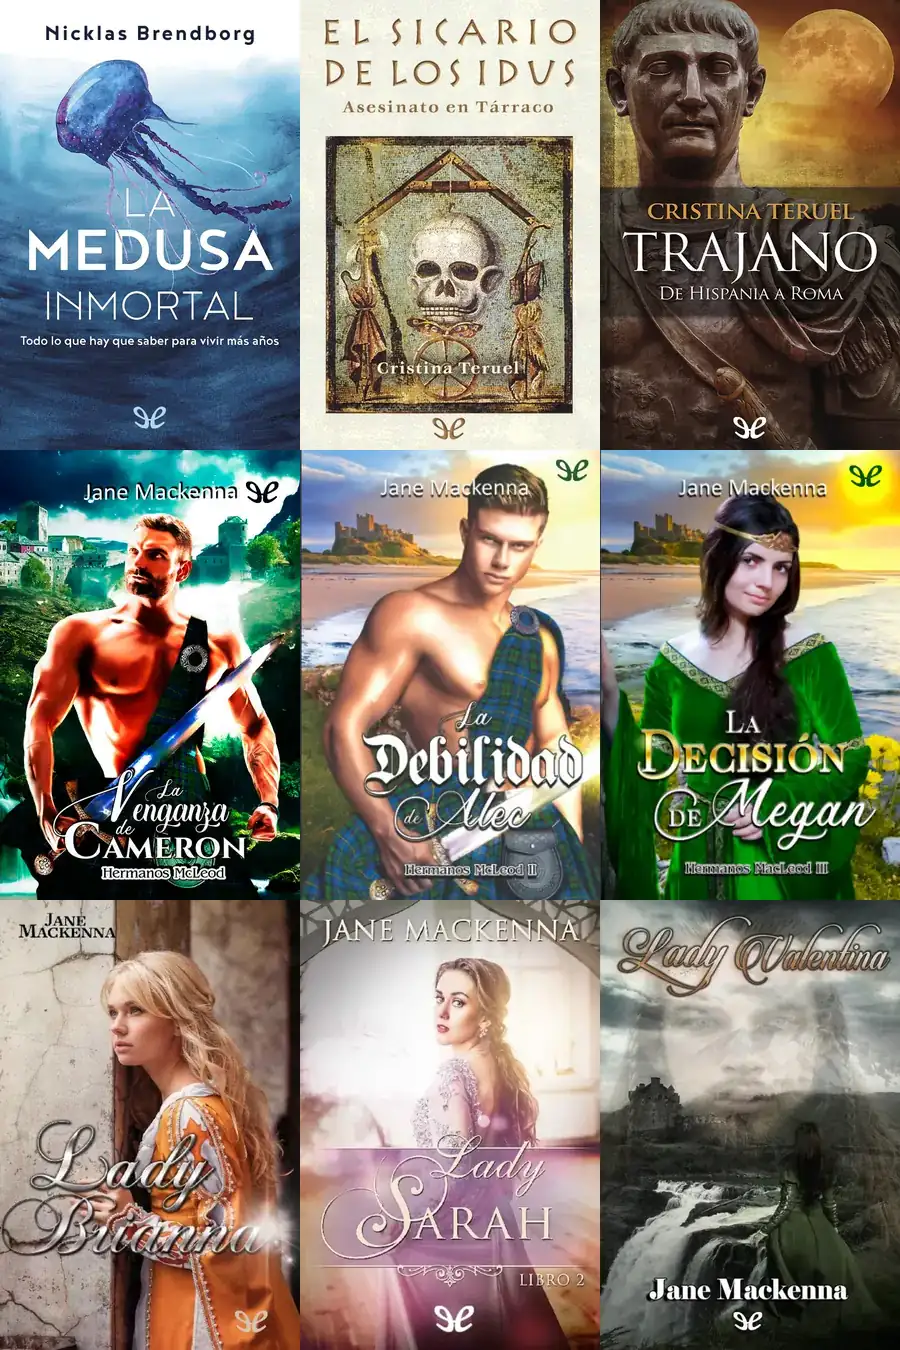 Nicklas Brendborg
LA
MEDUSA
INMORTAL
Todo lo que hay que saber para vivir más años
EL SICARIO
DE LOS IDUS
Asesinato en Tárraco
Cristina Teruel
CRISTINA TERUEL
TRAJANO
DE HISPANIA A ROMA
Jane Mackenna
La
Venganza
de
CAMERON
Hermanos McLeod
Jane Mackenna
La
Debilidad
de Alec
Hermanos McLeod II
Jane Mackenna
LA
DECISIÓN
DE Megan
Hermanos MacLeod III
JANE
MACKENNA
Lady
Brianna
JANE MACKENNA
Lady
SARAH
LIBRO 2
Lady Valentina
Jane Mackenna